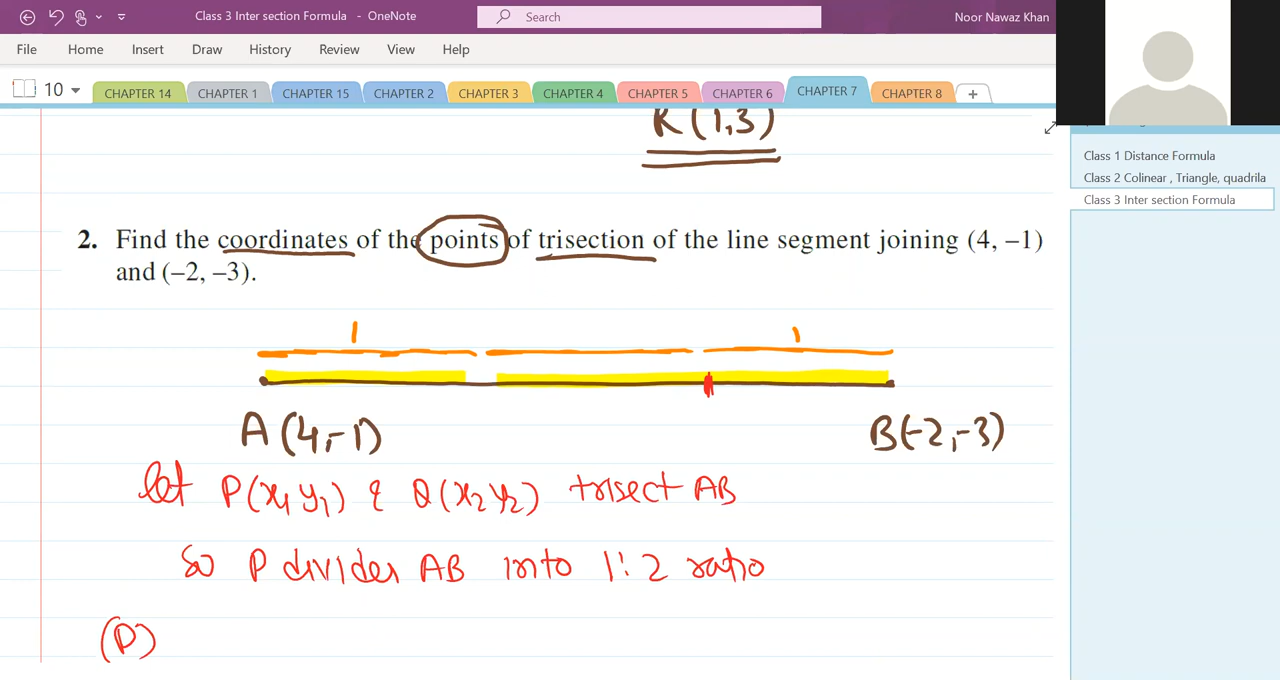 Class 3 Inter section Formula - OneNote
Search
Noor Nawaz Khan
File Home Insert Draw History Review View Help
10 CHAPTER 14 CHAPTER 1 CHAPTER 15 CHAPTER 2 CHAPTER 3 CHAPTER 4 CHAPTER 5 CHAPTER 6 CHAPTER 7 CHAPTER 8 +
Class 1 Distance Formula
Class 2 Colinear , Triangle, quadrila
Class 3 Inter section Formula
K (1,3)
2. Find the coordinates of the points of trisection of the line segment joining (4, –1)
and (–2, –3).
1 1
A (4,-1) B(-2,-3)
let P(x1 y1) & Q(x2 y2) trisect AB
So P divides AB into 1:2 ratio
(P)